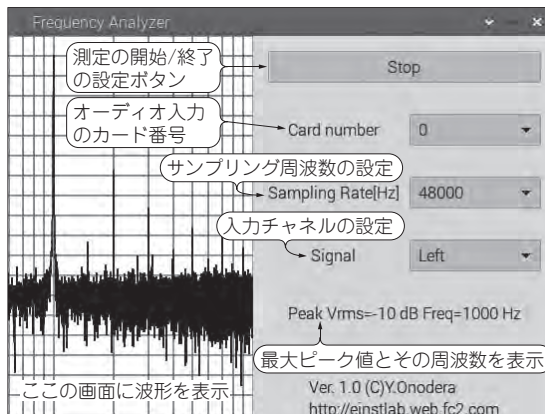 Frequency Analyzer
測定の開始/終了
の設定ボタン
Stop
オーディオ入力
のカード番号
Card number
0
サンプリング周波数の設定
Sampling Rate[Hz]
48000
入力チャネルの設定
Signal
Left
Peak Vrms=-10 dB Freq=1000 Hz
最大ピーク値とその周波数を表示
ここの画面に波形を表示
Ver. 1.0 (C)Y.Onodera
http://einstlab.web.fc2.com